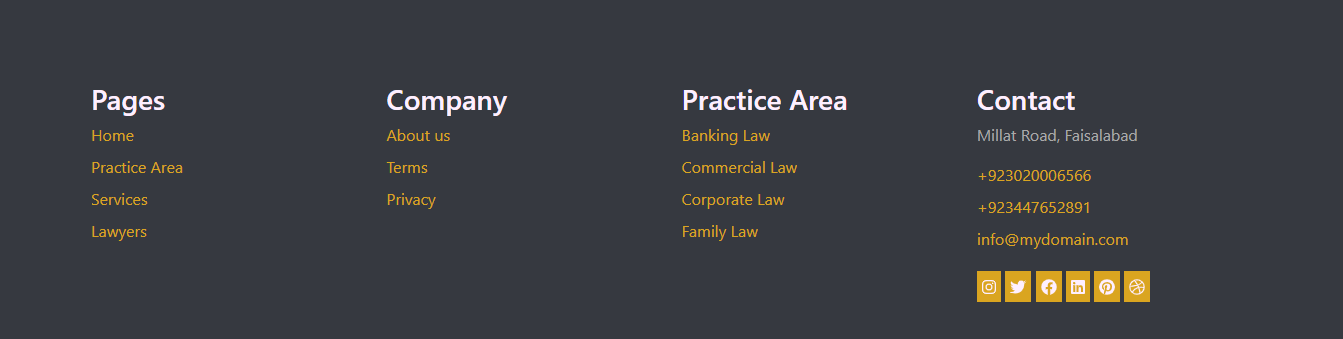 Pages
Home
Practice Area
Services
Lawyers
Company
About us
Terms
Privacy
Practice Area
Banking Law
Commercial Law
Corporate Law
Family Law
Contact
Millat Road, Faisalabad
+923020006566
+923447652891
info@mydomain.com